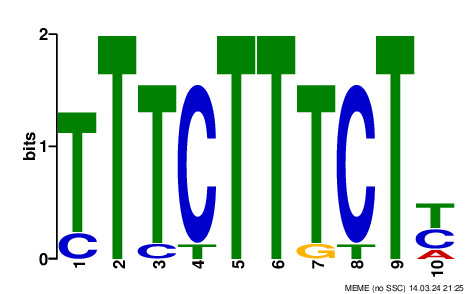 2
bits
1
0
T T T C T T T C T T
C C T G T C
A
1 2 3 4 5 6 7 8 9 10
MEME (no SSC) 14.03.24 21:25